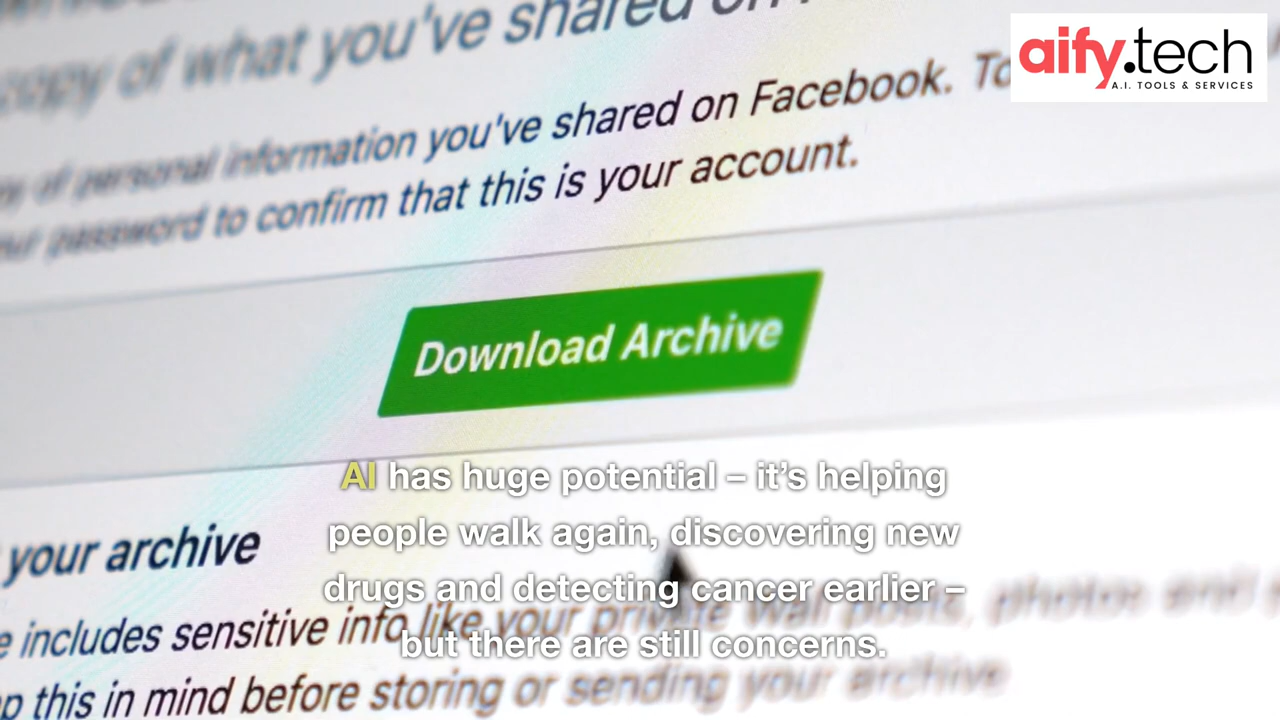 copy of what you've shared on
aify.tech
A.I. TOOLS & SERVICES
of personal information you've shared on Facebook. To
password to confirm that this is your account.
Download Archive
AI has huge potential – it's helping
people walk again, discovering new
your archive
drugs and detecting cancer earlier –
includes sensitive info like your private wall posts, photos and
but there are still concerns.
this in mind before storing or sending your archive